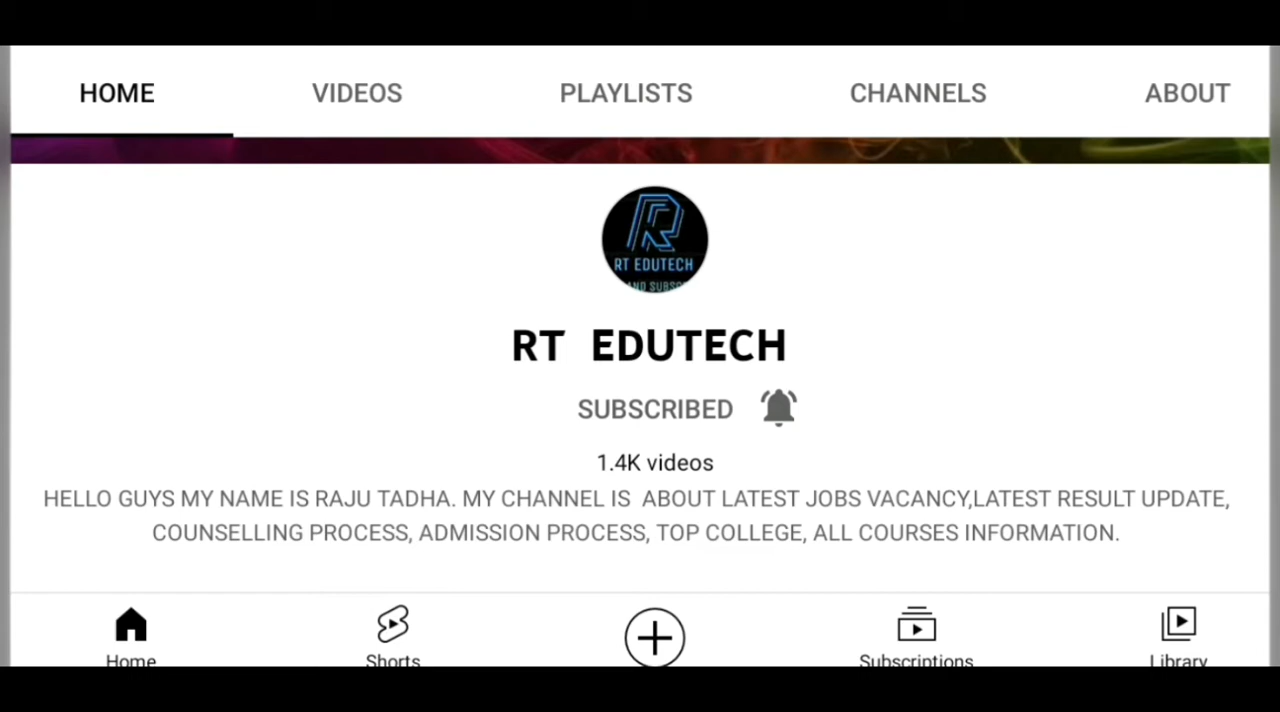 HOME VIDEOS PLAYLISTS CHANNELS ABOUT
RT EDUTECH
AND
RT EDUTECH
SUBSCRIBED
1.4K videos
HELLO GUYS MY NAME IS RAJU TADHA. MY CHANNEL IS ABOUT LATEST JOBS VACANCY,LATEST RESULT UPDATE,
COUNSELLING PROCESS, ADMISSION PROCESS, TOP COLLEGE, ALL COURSES INFORMATION.
Home Shorts Subscriptions Library